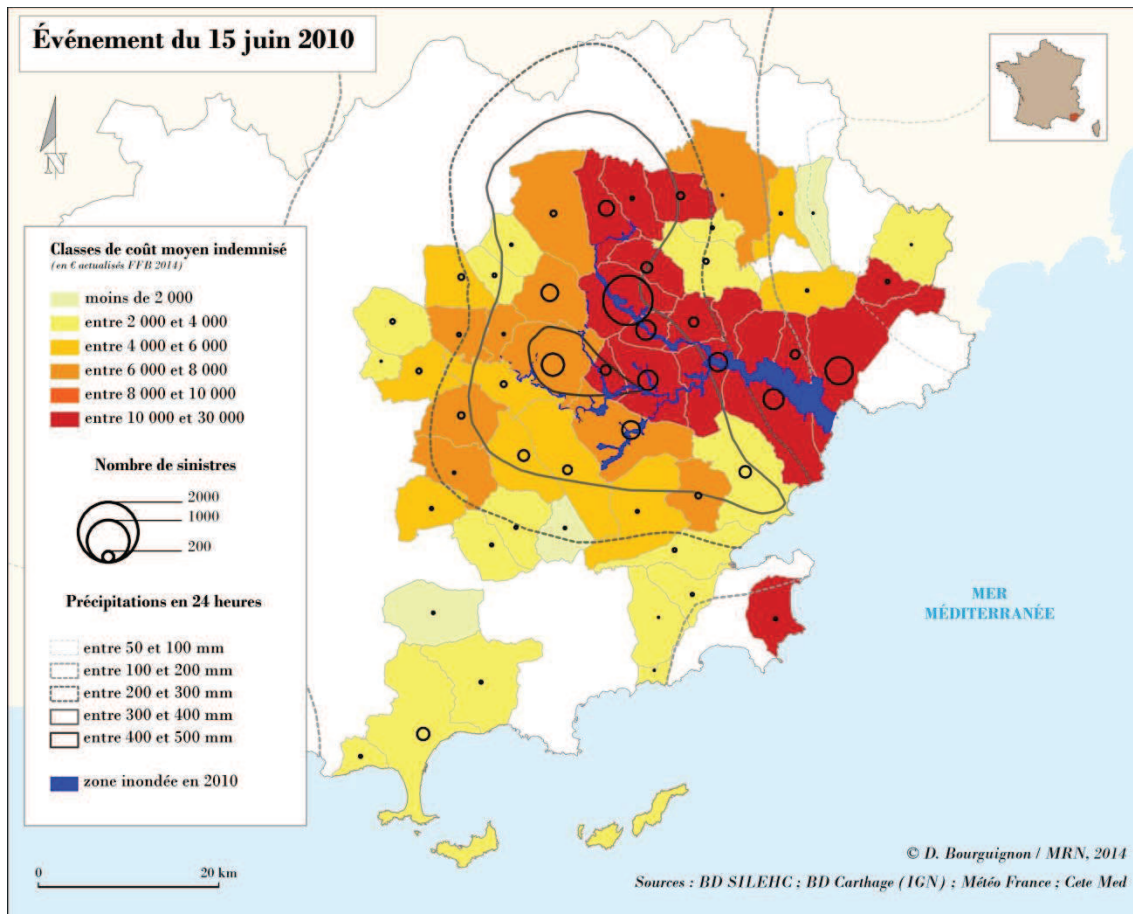 Événement du 15 juin 2010
N
Classes de coût moyen indemnisé
(en € actualisés FFB 2014)
moins de 2 000
entre 2 000 et 4 000
entre 4 000 et 6 000
entre 6 000 et 8 000
entre 8 000 et 10 000
entre 10 000 et 30 000
Nombre de sinistres
2000
1000
200
Précipitations en 24 heures
entre 50 et 100 mm
entre 100 et 200 mm
entre 200 et 300 mm
entre 300 et 400 mm
entre 400 et 500 mm
zone inondée en 2010
MER
MÉDITERRANÉE
0 20 km
© D. Bourguignon / MRN, 2014
Sources : BD SILEHC ; BD Carthage (IGN) ; Météo France ; Cete Med